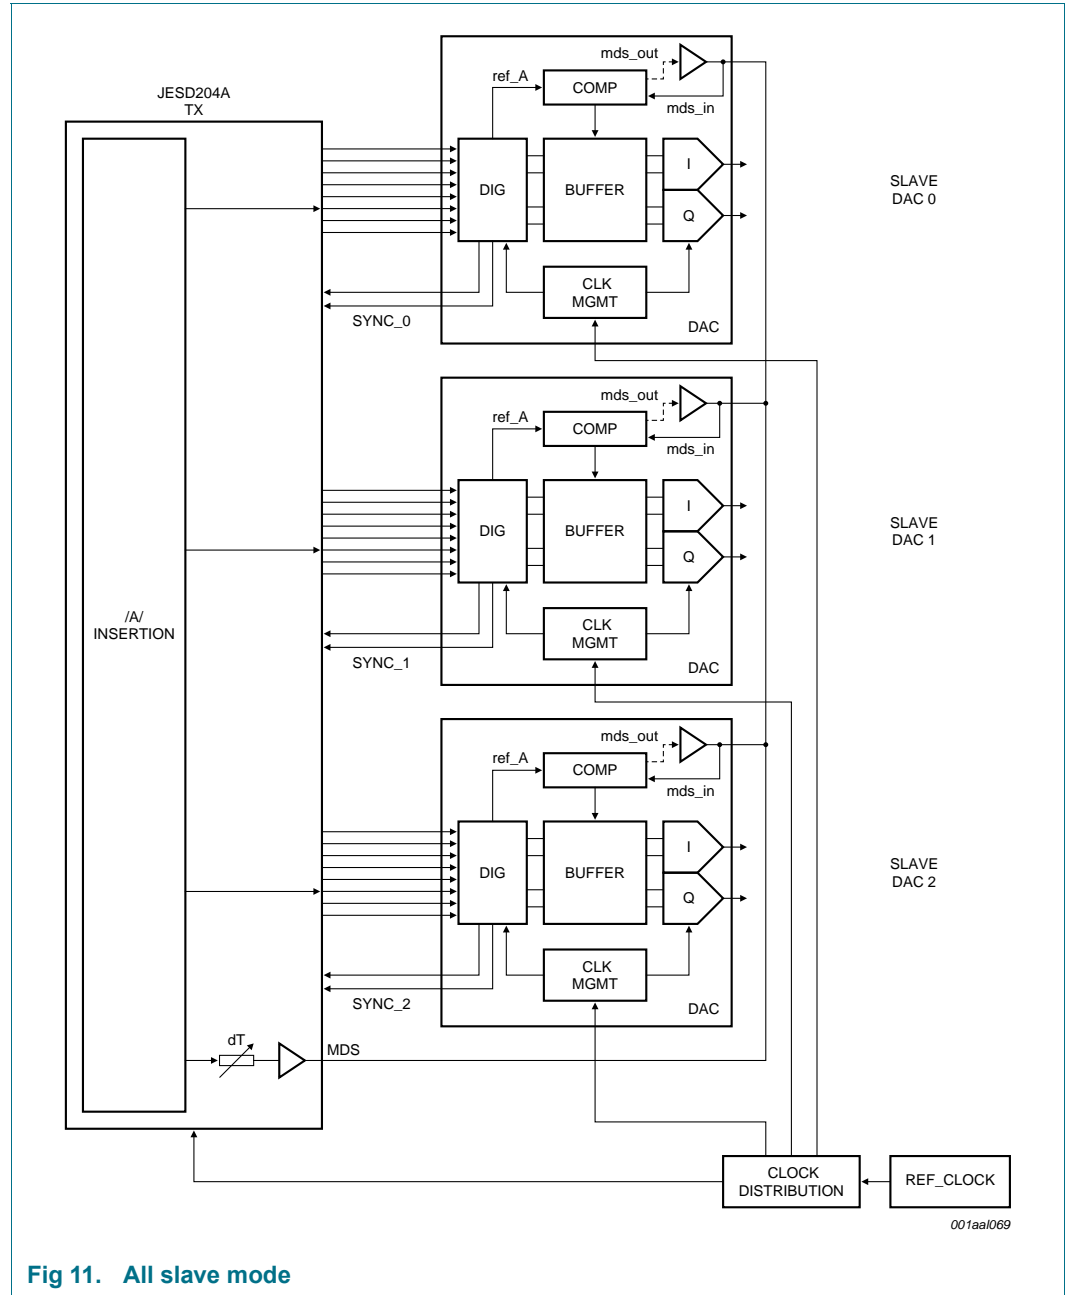 JESD204A
TX
/A/
INSERTION
dT
MDS
mds_out
ref_A
COMP
mds_in
DIG
BUFFER
I
Q
CLK
MGMT
DAC
SYNC_0
SLAVE
DAC 0
mds_out
ref_A
COMP
mds_in
DIG
BUFFER
I
Q
CLK
MGMT
DAC
SYNC_1
SLAVE
DAC 1
mds_out
ref_A
COMP
mds_in
DIG
BUFFER
I
Q
CLK
MGMT
DAC
SYNC_2
SLAVE
DAC 2
CLOCK
DISTRIBUTION
REF_CLOCK
001aal069
Fig 11. All slave mode